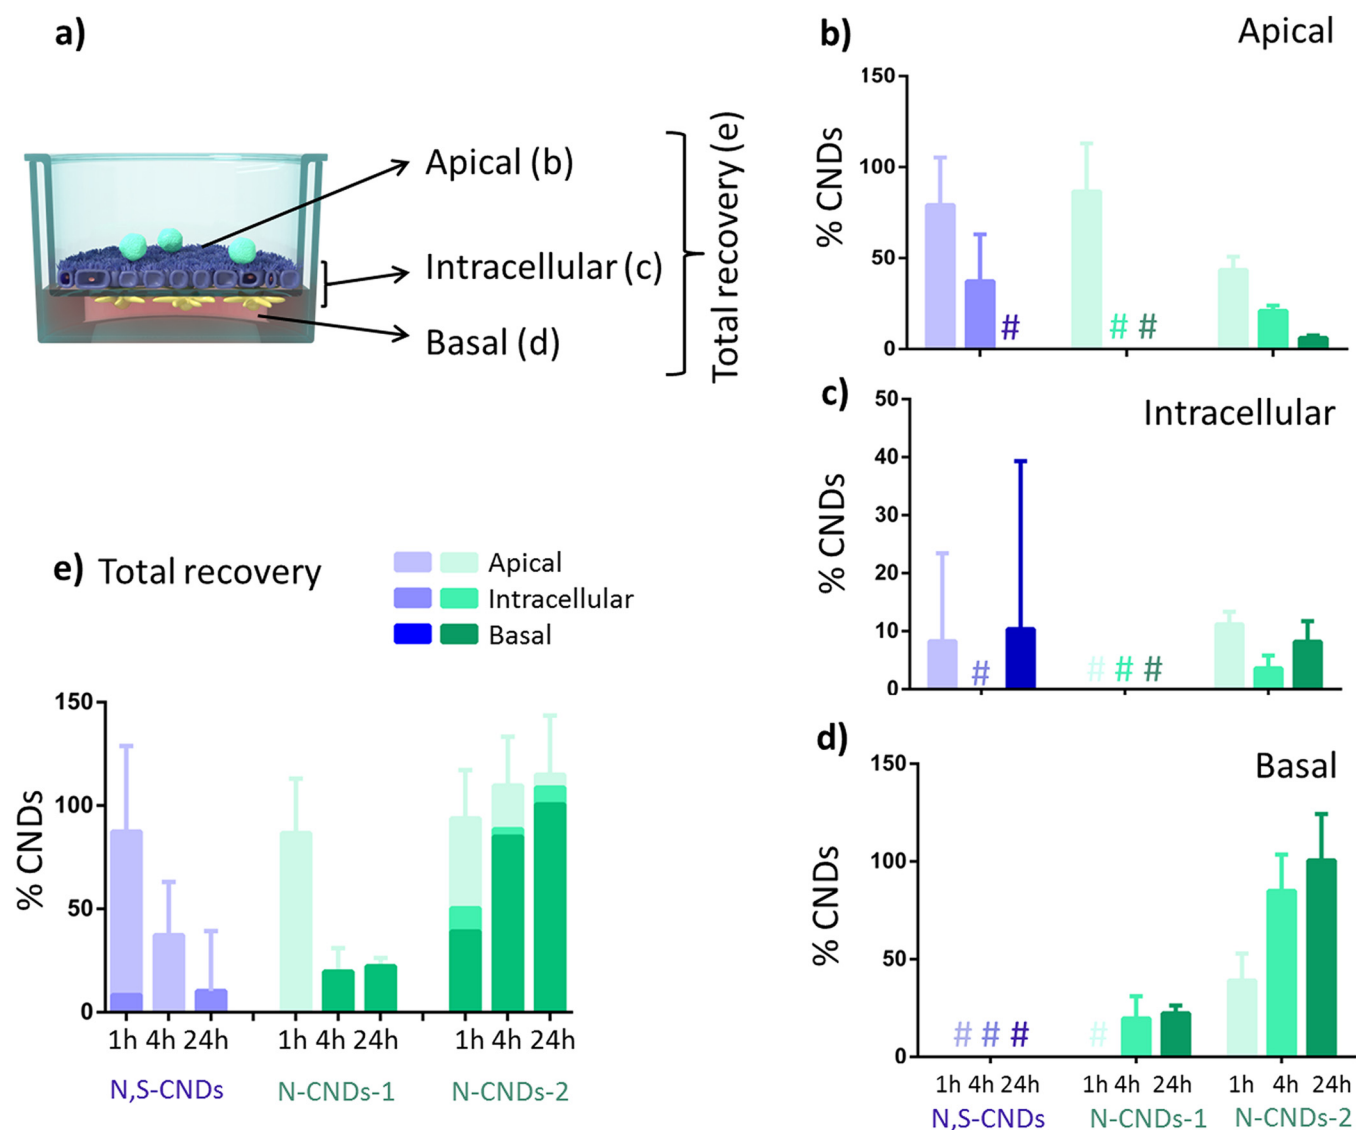 a)
Apical (b)
Intracellular (c)
Basal (d)
Total recovery (e)
b)
Apical
% CNDs
150
100
50
0
#
# #
c)
Intracellular
% CNDs
50
40
30
20
10
0
#
# # #
d)
Basal
% CNDs
150
100
50
0
# # #
#
1h 4h 24h
1h 4h 24h
1h 4h 24h
N,S-CNDs
N-CNDs-1
N-CNDs-2
e) Total recovery
Apical
Intracellular
Basal
% CNDs
150
100
50
0
1h 4h 24h
1h 4h 24h
1h 4h 24h
N,S-CNDs
N-CNDs-1
N-CNDs-2